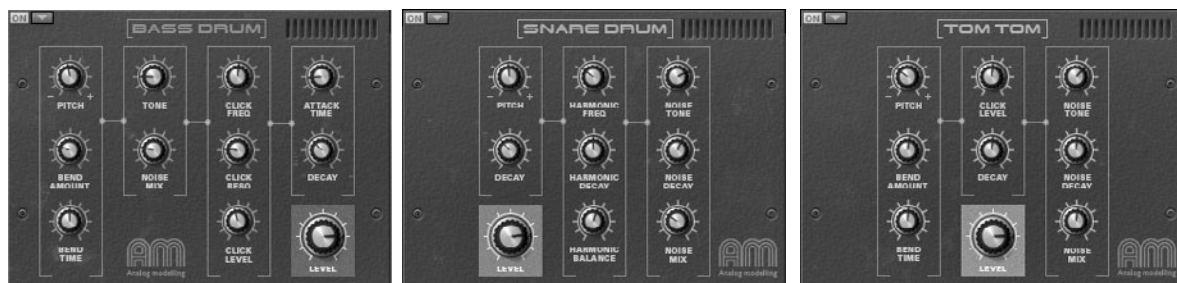 ON
BASS DRUM
PITCH
TONE
CLICK
FREQ
ATTACK
TIME
BEND
AMOUNT
NOISE
MIX
CLICK
RESO
DECAY
BEND
TIME
AM
Analog modelling
CLICK
LEVEL
LEVEL
ON
SNARE DRUM
− PITCH +
HARMONIC
FREQ
NOISE
TONE
DECAY
HARMONIC
DECAY
NOISE
DECAY
LEVEL
HARMONIC
BALANCE
NOISE
MIX
AM
Analog modelling
ON
TOM TOM
− PITCH +
CLICK
LEVEL
NOISE
TONE
BEND
AMOUNT
DECAY
NOISE
DECAY
BEND
TIME
LEVEL
NOISE
MIX
AM
Analog modelling